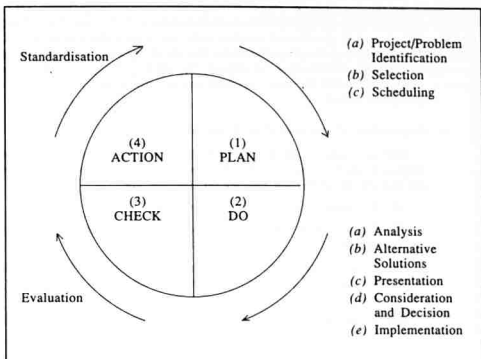 Standardisation
(a) Project/Problem
Identification
(b) Selection
(c) Scheduling
(4)
ACTION
(1)
PLAN
(3)
CHECK
(2)
DO
Evaluation
(a) Analysis
(b) Alternative
Solutions
(c) Presentation
(d) Consideration
and Decision
(e) Implementation